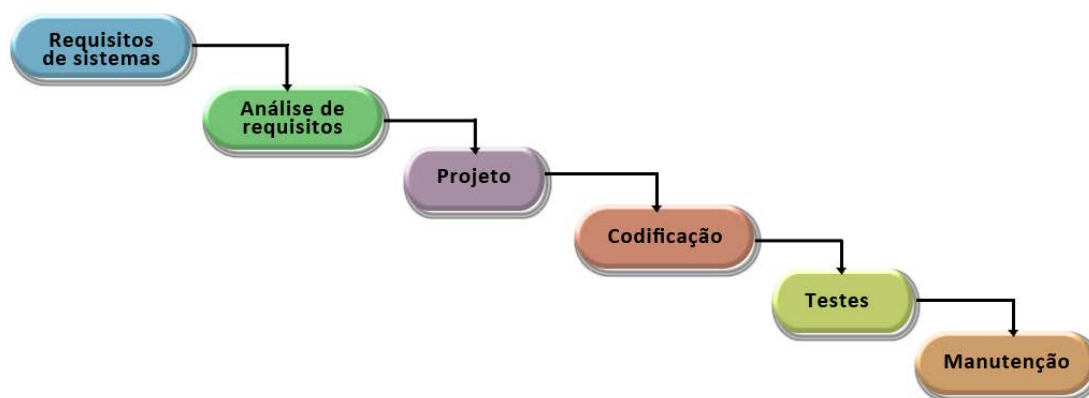 Requisitos
de sistemas
Análise de
requisitos
Projeto
Codificação
Testes
Manutenção